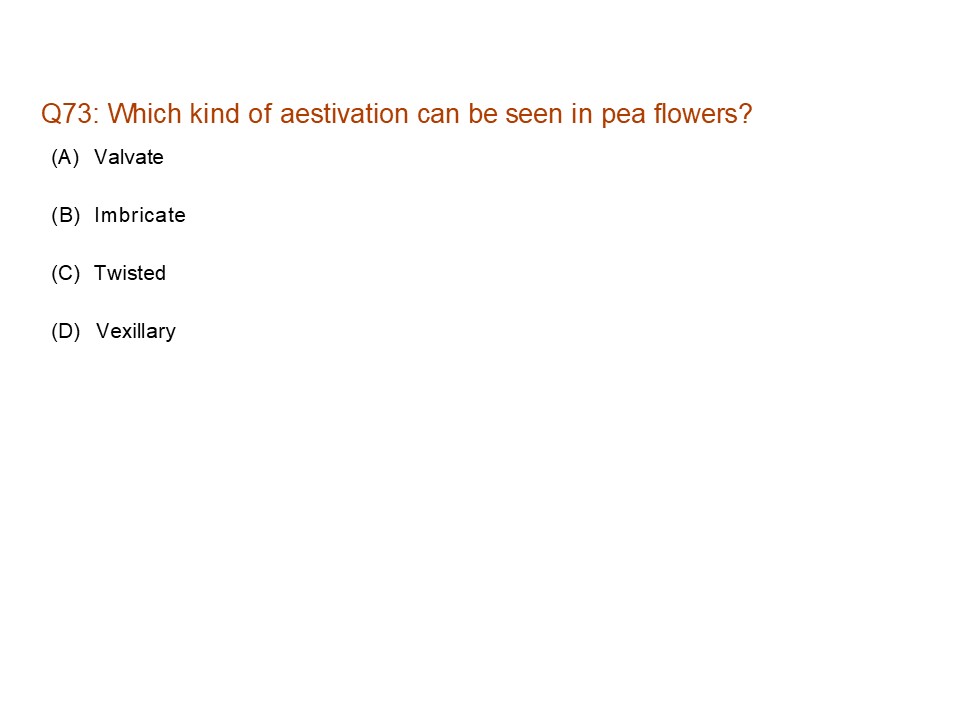 Q73: Which kind of aestivation can be seen in pea flowers?
(A) Valvate
(B) Imbricate
(C) Twisted
(D) Vexillary